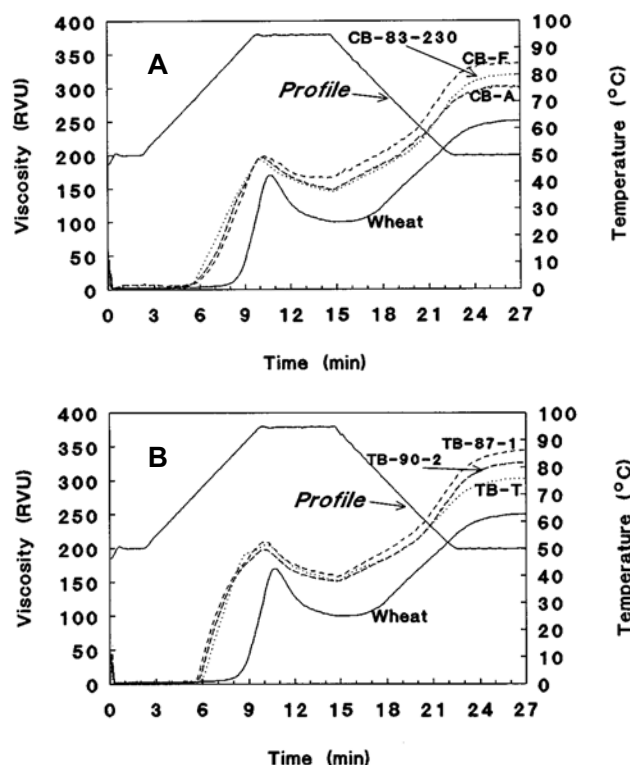 A
CB-83-230
CB-F
CB-A
Profile
Wheat
Viscosity (RVU)
400
350
300
250
200
150
100
50
0
Temperature (°C)
100
90
80
70
60
50
40
30
20
10
0
0 3 6 9 12 15 18 21 24 27
Time (min)
B
TB-87-1
TB-90-2
TB-T
Profile
Wheat
Viscosity (RVU)
400
350
300
250
200
150
100
50
0
Temperature (°C)
100
90
80
70
60
50
40
30
20
10
0
0 3 6 9 12 15 18 21 24 27
Time (min)